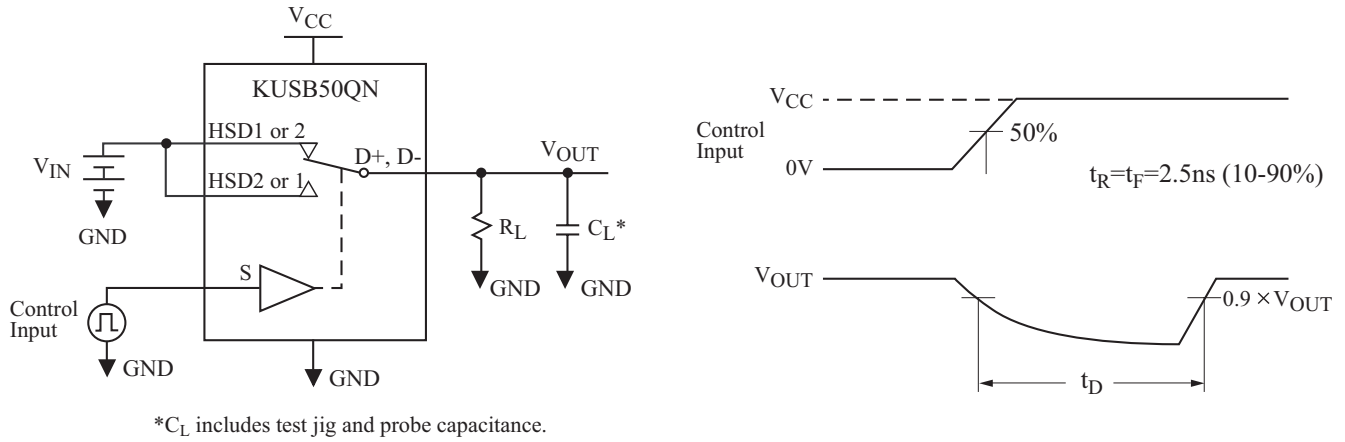 V_CC
KUSB50QN
HSD1 or 2
D+, D-
V_OUT
V_IN
HSD2 or 1
GND
R_L
C_L*
GND
GND
S
Control
Input
GND
GND
*C_L includes test jig and probe capacitance.
V_CC
Control
Input
50%
0V
t_R=t_F=2.5ns (10-90%)
V_OUT
0.9 × V_OUT
t_D